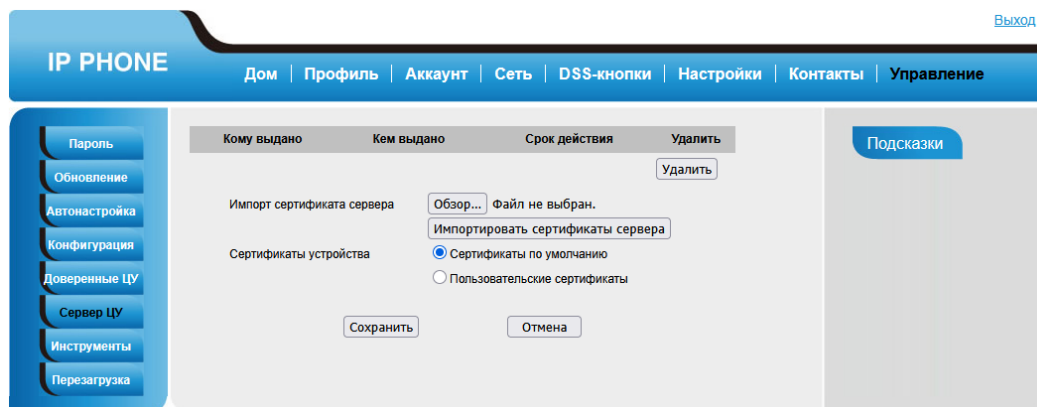 Выход
IP PHONE
Дом | Профиль | Аккаунт | Сеть | DSS-кнопки | Настройки | Контакты | Управление
Пароль
Обновление
Автонастройка
Конфигурация
Доверенные ЦУ
Сервер ЦУ
Инструменты
Перезагрузка
Кому выдано Кем выдано Срок действия Удалить
Удалить
Импорт сертификата сервера Обзор... Файл не выбран.
Импортировать сертификаты сервера
Сертификаты устройства Сертификаты по умолчанию
Пользовательские сертификаты
Сохранить Отмена
Подсказки